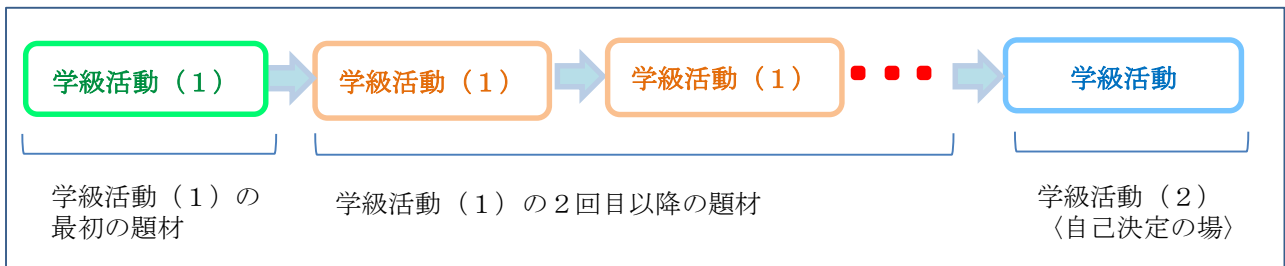 学級活動(1)
学級活動(1)
学級活動(1)
学級活動
学級活動(1)の
最初の題材
学級活動(1)の2回目以降の題材
学級活動(2)
〈自己決定の場〉